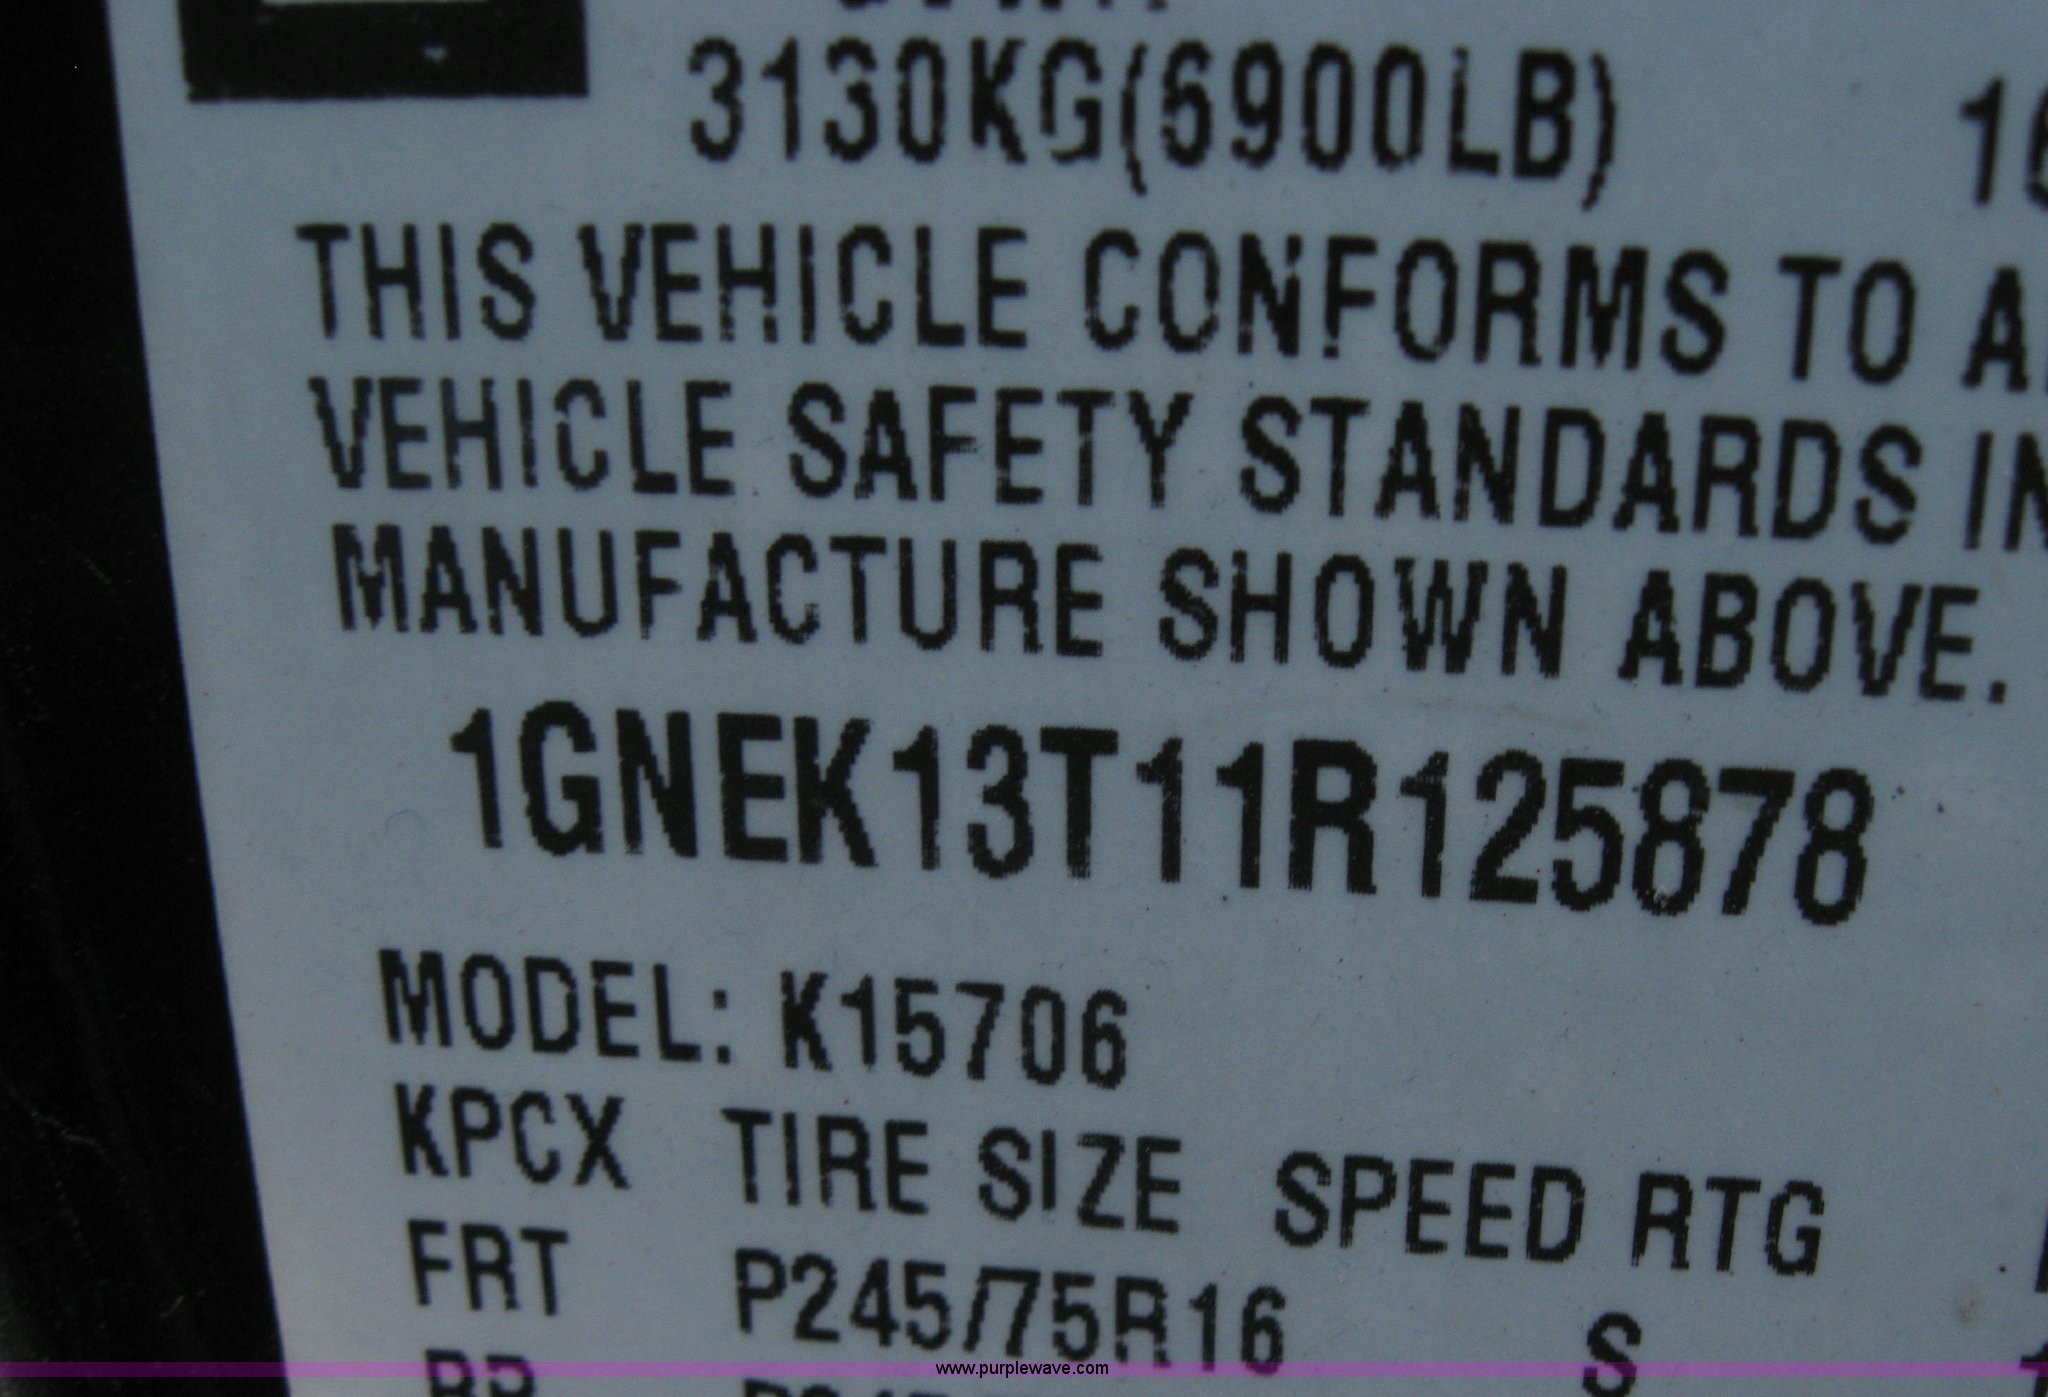 3130KG(6900LB)
THIS VEHICLE CONFORMS TO
VEHICLE SAFETY STANDARDS IN
MANUFACTURE SHOWN ABOVE.
1GNEK13T11R125878
MODEL: K15706
KPCX TIRE SIZE SPEED RTG
FRT P245/75R16 S
www.purplewave.com